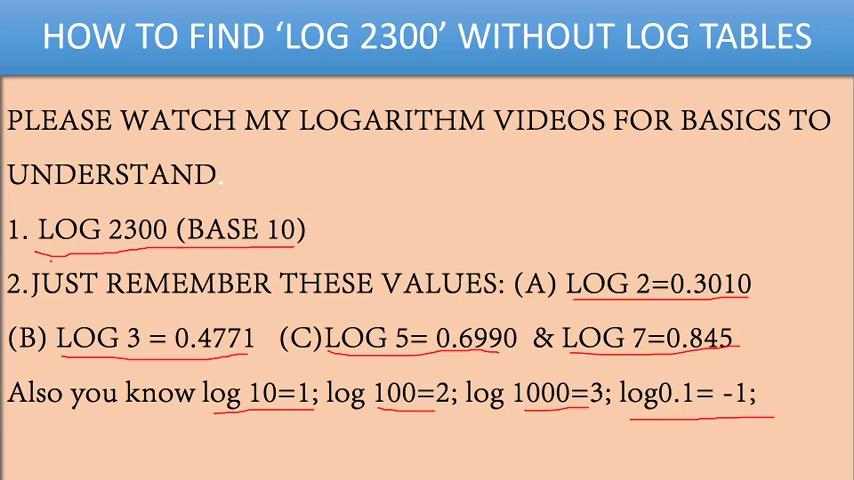 HOW TO FIND ‘LOG 2300’ WITHOUT LOG TABLES
PLEASE WATCH MY LOGARITHM VIDEOS FOR BASICS TO
UNDERSTAND.
1. LOG 2300 (BASE 10)
2.JUST REMEMBER THESE VALUES: (A) LOG 2=0.3010
(B) LOG 3 = 0.4771 (C)LOG 5= 0.6990 & LOG 7=0.845
Also you know log 10=1; log 100=2; log 1000=3; log0.1= -1;